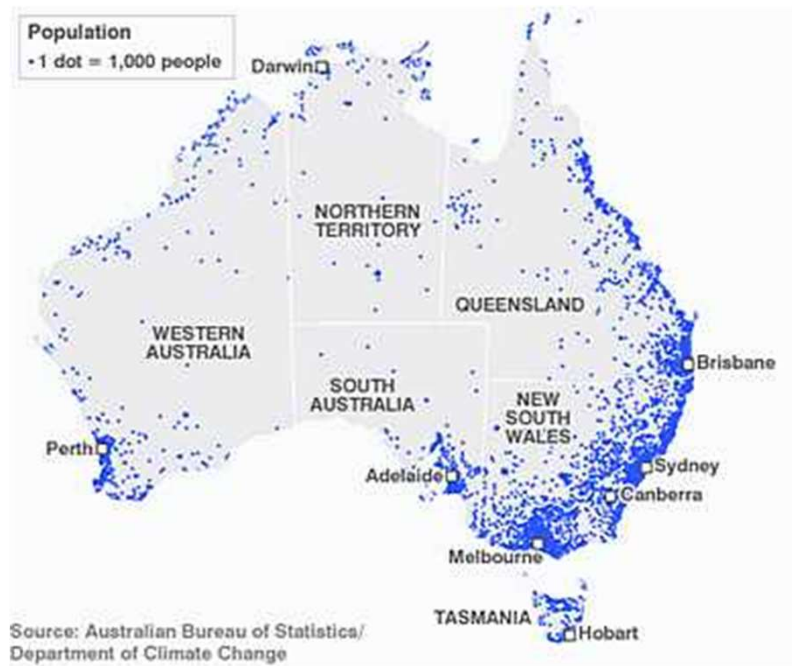 Population
•1 dot = 1,000 people
Darwin
NORTHERN
TERRITORY
QUEENSLAND
WESTERN
AUSTRALIA
SOUTH
AUSTRALIA
NEW
SOUTH
WALES
Brisbane
Perth
Adelaide
Sydney
Canberra
Melbourne
TASMANIA
Hobart
Source: Australian Bureau of Statistics/
Department of Climate Change